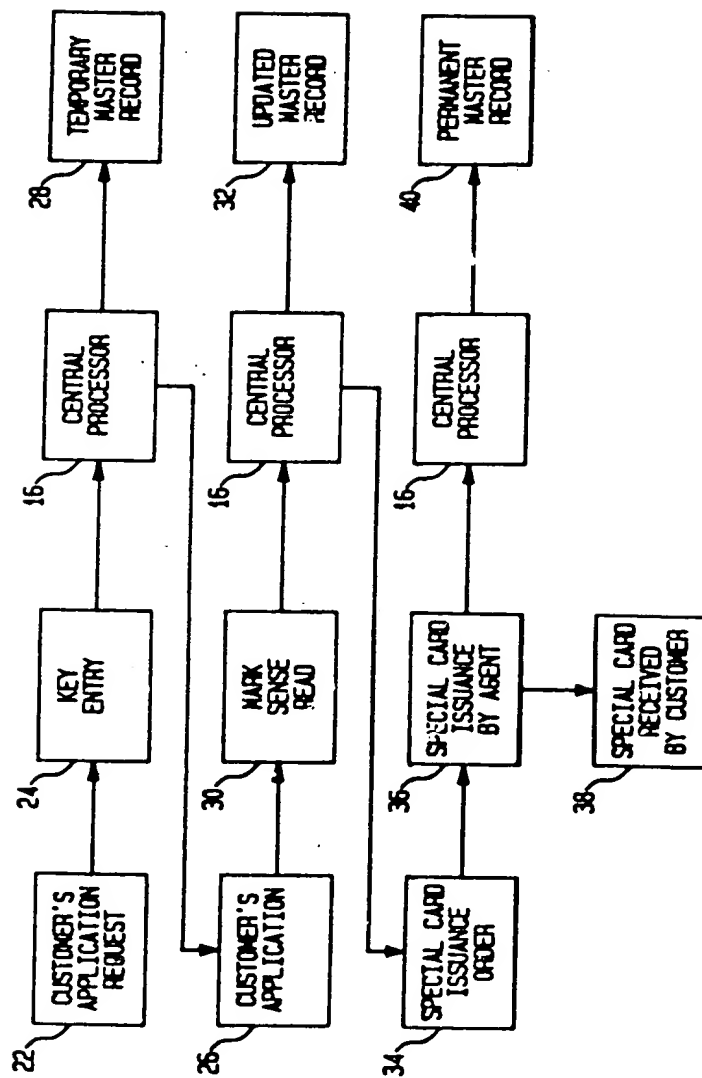 22
CUSTOMER'S
APPLICATION
REQUEST
24
KEY
ENTRY
16
CENTRAL
PROCESSOR
28
TEMPORARY
MASTER
RECORD
26
CUSTOMER'S
APPLICATION
30
MARK
SENSE
READ
16
CENTRAL
PROCESSOR
32
UPDATED
MASTER
RECORD
34
SPECIAL CARD
ISSUANCE
ORDER
36
SPECIAL CARD
ISSUANCE
BY AGENT
16
CENTRAL
PROCESSOR
40
PERMANENT
MASTER
RECORD
38
SPECIAL CARD
RECEIVED
BY CUSTOMER